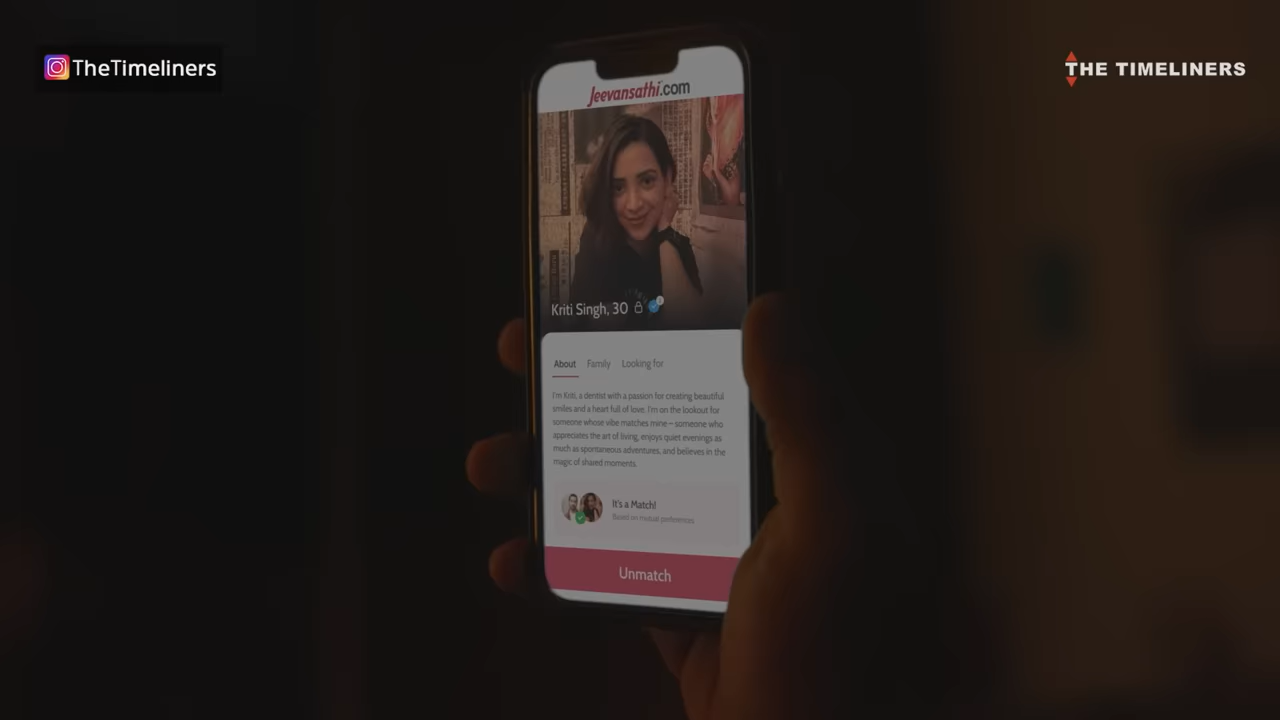 TheTimeliners
THE TIMELINERS
Jeevansathi.com
Kriti Singh, 30
About Family Looking for
I'm Kriti, a dentist with a passion for creating beautiful
smiles and a heart full of love. I'm on the lookout for
someone whose vibe matches mine – someone who
appreciates the art of living, enjoys quiet evenings as
much as spontaneous adventures, and believes in the
magic of shared moments.
It's a Match!
Based on mutual preferences
Unmatch